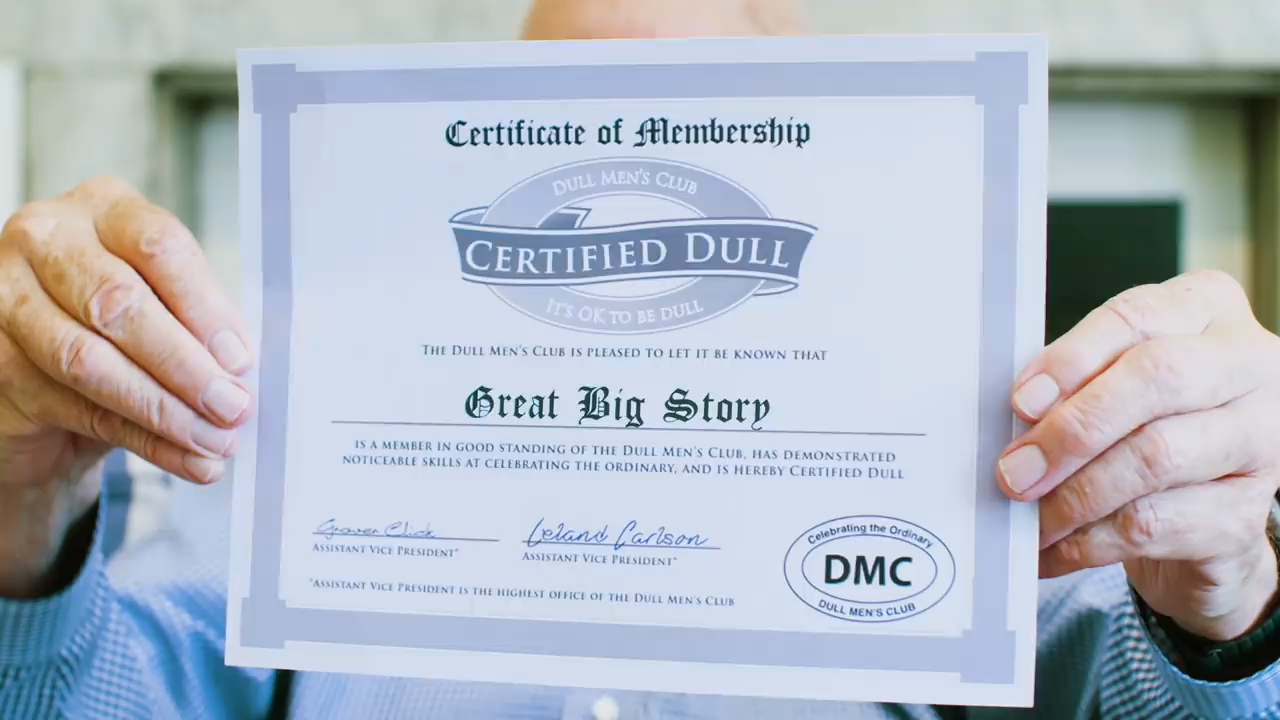 Certificate of Membership
DULL MEN'S CLUB
CERTIFIED DULL
IT'S OK TO BE DULL
THE DULL MEN'S CLUB IS PLEASED TO LET IT BE KNOWN THAT
Great Big Story
IS A MEMBER IN GOOD STANDING OF THE DULL MEN'S CLUB, HAS DEMONSTRATED
NOTICEABLE SKILLS AT CELEBRATING THE ORDINARY, AND IS HEREBY CERTIFIED DULL
Grover Click
Leland Carlson
ASSISTANT VICE PRESIDENT*
ASSISTANT VICE PRESIDENT*
*ASSISTANT VICE PRESIDENT IS THE HIGHEST OFFICE OF THE DULL MEN'S CLUB
Celebrating the Ordinary
DMC
DULL MEN'S CLUB